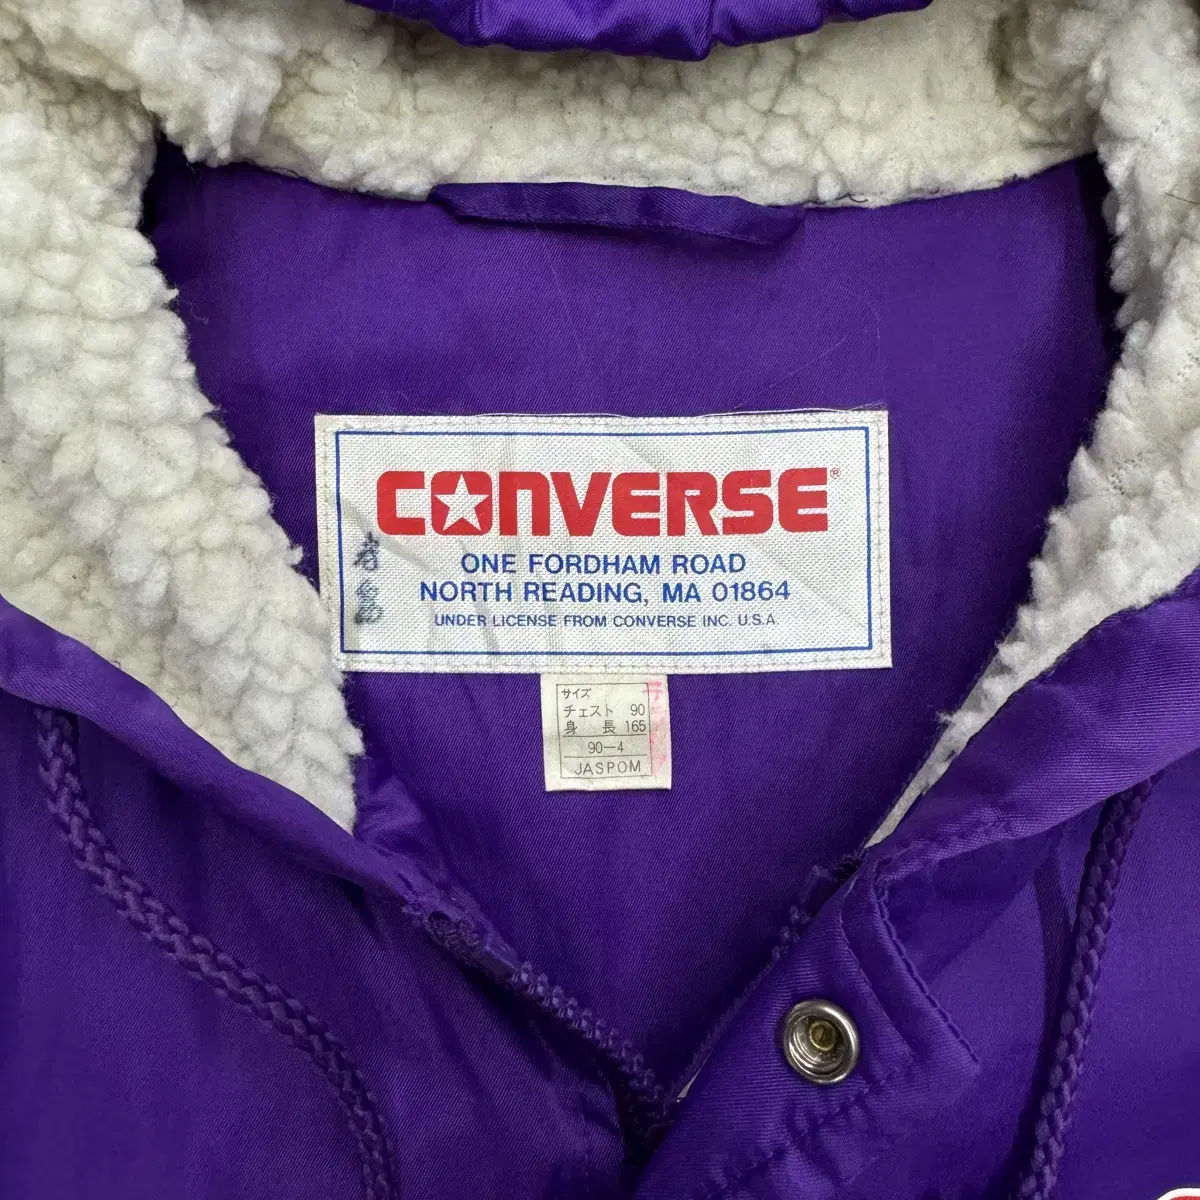 CONVERSE®
ONE FORDHAM ROAD
NORTH READING, MA 01864
UNDER LICENSE FROM CONVERSE INC. U.S.A.
サイズ
チェスト 90
身 長 165
90-4
JASPOM